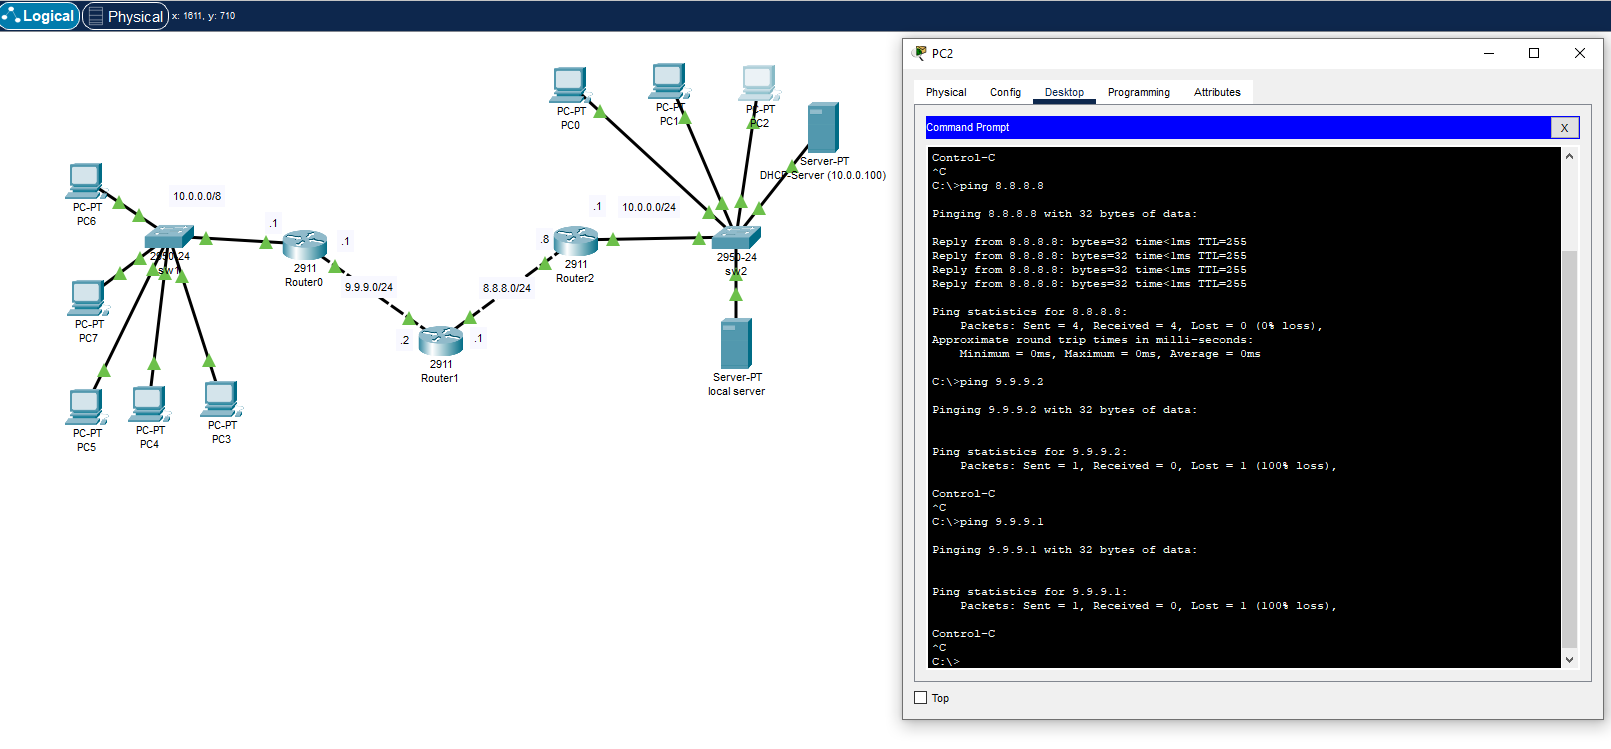 Logical
Physical
x: 1611, y: 710
PC-PT
PC0
PC-PT
PC1
PC-PT
PC2
Server-PT
DHCP-Server (10.0.0.100)
PC-PT
PC6
10.0.0.0/8
.1
.1
2950-24
sw1
2911
Router0
9.9.9.0/24
.2
2911
Router1
.1
8.8.8.0/24
.8
2911
Router2
.1
10.0.0.0/24
2950-24
sw2
Server-PT
local server
PC-PT
PC7
PC-PT
PC5
PC-PT
PC4
PC-PT
PC3
PC2
Physical
Config
Desktop
Programming
Attributes
Command Prompt
X
Control-C
^C
C:\>ping 8.8.8.8
Pinging 8.8.8.8 with 32 bytes of data:
Reply from 8.8.8.8: bytes=32 time<1ms TTL=255
Reply from 8.8.8.8: bytes=32 time<1ms TTL=255
Reply from 8.8.8.8: bytes=32 time<1ms TTL=255
Reply from 8.8.8.8: bytes=32 time<1ms TTL=255
Ping statistics for 8.8.8.8:
Packets: Sent = 4, Received = 4, Lost = 0 (0% loss),
Approximate round trip times in milli-seconds:
Minimum = 0ms, Maximum = 0ms, Average = 0ms
C:\>ping 9.9.9.2
Pinging 9.9.9.2 with 32 bytes of data:
Ping statistics for 9.9.9.2:
Packets: Sent = 1, Received = 0, Lost = 1 (100% loss),
Control-C
^C
C:\>ping 9.9.9.1
Pinging 9.9.9.1 with 32 bytes of data:
Ping statistics for 9.9.9.1:
Packets: Sent = 1, Received = 0, Lost = 1 (100% loss),
Control-C
^C
C:\>
Top